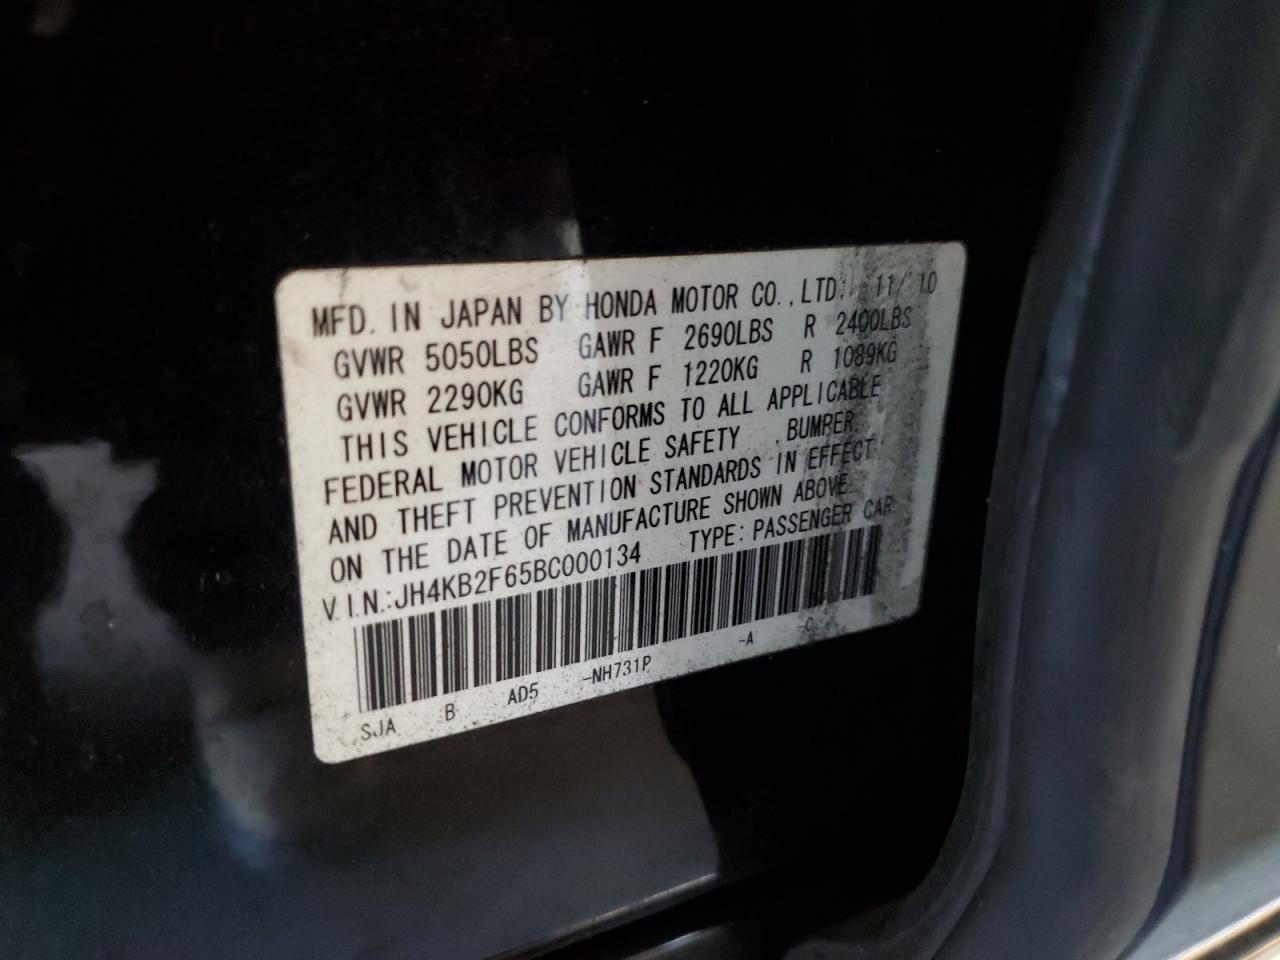 MFD. IN JAPAN BY HONDA MOTOR CO.,LTD. 11/10
GVWR 5050LBS GAWR F 2690LBS R 2400LBS
GVWR 2290KG GAWR F 1220KG R 1089KG
THIS VEHICLE CONFORMS TO ALL APPLICABLE
FEDERAL MOTOR VEHICLE SAFETY ,BUMPER,
AND THEFT PREVENTION STANDARDS IN EFFECT
ON THE DATE OF MANUFACTURE SHOWN ABOVE.
V.I.N.:JH4KB2F65BC000134 TYPE:PASSENGER CAR
SJA B AD5 -NH731P -A -C